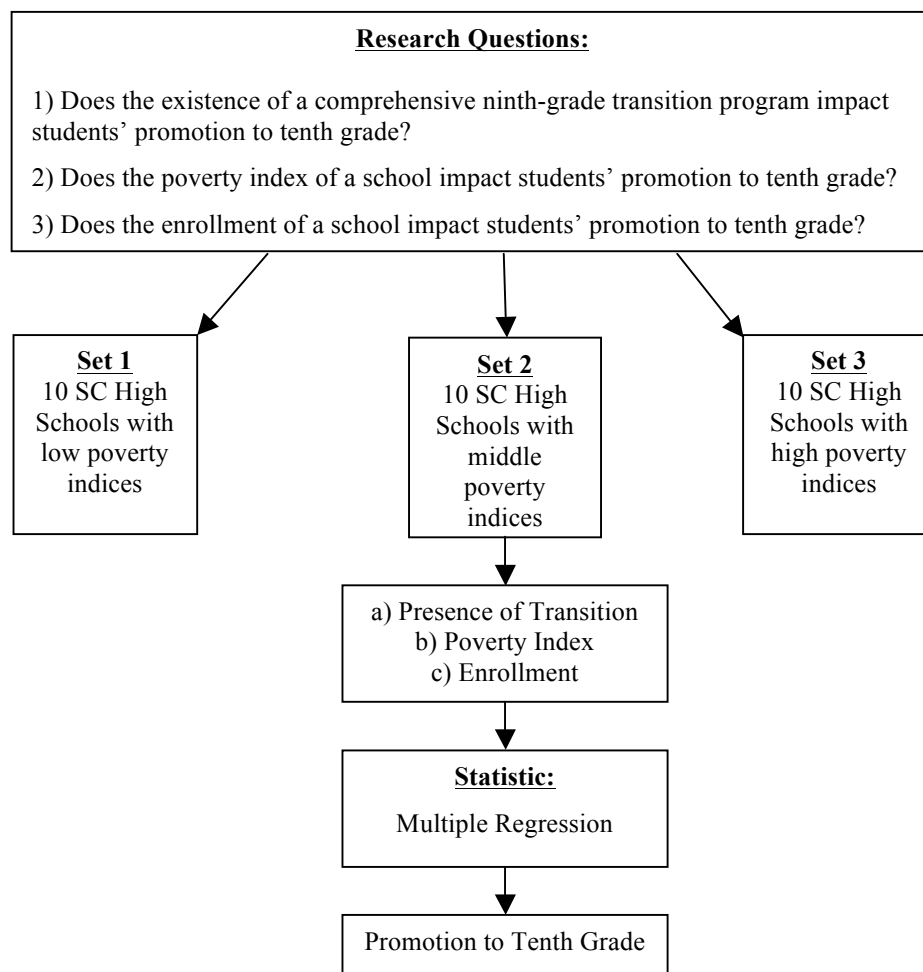 Research Questions:
1) Does the existence of a comprehensive ninth-grade transition program impact
students’ promotion to tenth grade?
2) Does the poverty index of a school impact students’ promotion to tenth grade?
3) Does the enrollment of a school impact students’ promotion to tenth grade?
Set 1
10 SC High
Schools with
low poverty
indices
Set 2
10 SC High
Schools with
middle
poverty
indices
Set 3
10 SC High
Schools with
high poverty
indices
a) Presence of Transition
b) Poverty Index
c) Enrollment
Statistic:
Multiple Regression
Promotion to Tenth Grade